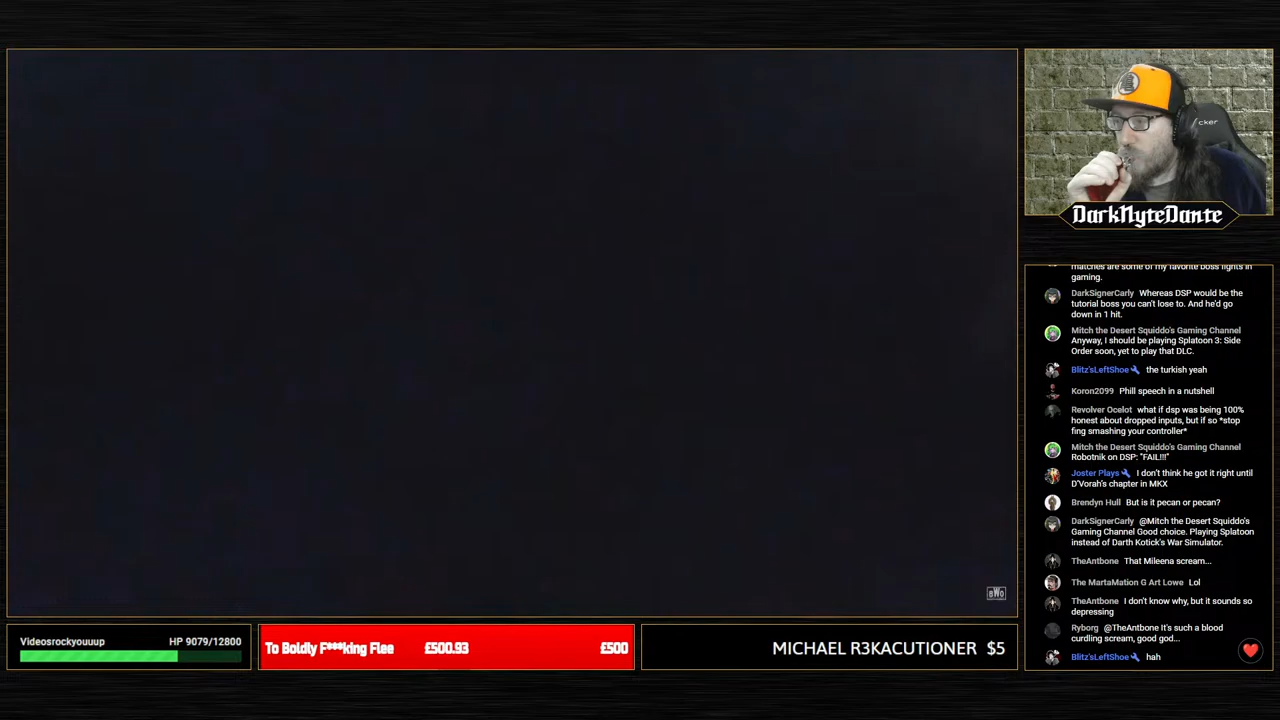 cker
DarkNyteDante
matches are some of my favorite boss fights in
gaming.
DarkSignerCarly Whereas DSP would be the
tutorial boss you can't lose to. And he'd go
down in 1 hit.
Mitch the Desert Squiddo's Gaming Channel
Anyway, I should be playing Splatoon 3: Side
Order soon, yet to play that DLC.
Blitz'sLeftShoe the turkish yeah
Koron2099 Phill speech in a nutshell
Revolver Ocelot what if dsp was being 100%
honest about dropped inputs, but if so *stop
fing smashing your controller*
Mitch the Desert Squiddo's Gaming Channel
Robotnik on DSP: "FAIL!!!"
Joster Plays I don't think he got it right until
D'Vorah's chapter in MKX
Brendyn Hull But is it pecan or pecan?
DarkSignerCarly @Mitch the Desert Squiddo's
Gaming Channel Good choice. Playing Splatoon
instead of Darth Kotick's War Simulator.
TheAntbone That Mileena scream...
The MartaMation G Art Lowe Lol
TheAntbone I don't know why, but it sounds so
depressing
Ryborg @TheAntbone It's such a blood
curdling scream, good god...
Blitz'sLeftShoe hah
BWO
Videosrockyouuup HP 9079/12800
To Boldly F***king Flee £500.93 £500
MICHAEL R3KACUTIONER $5